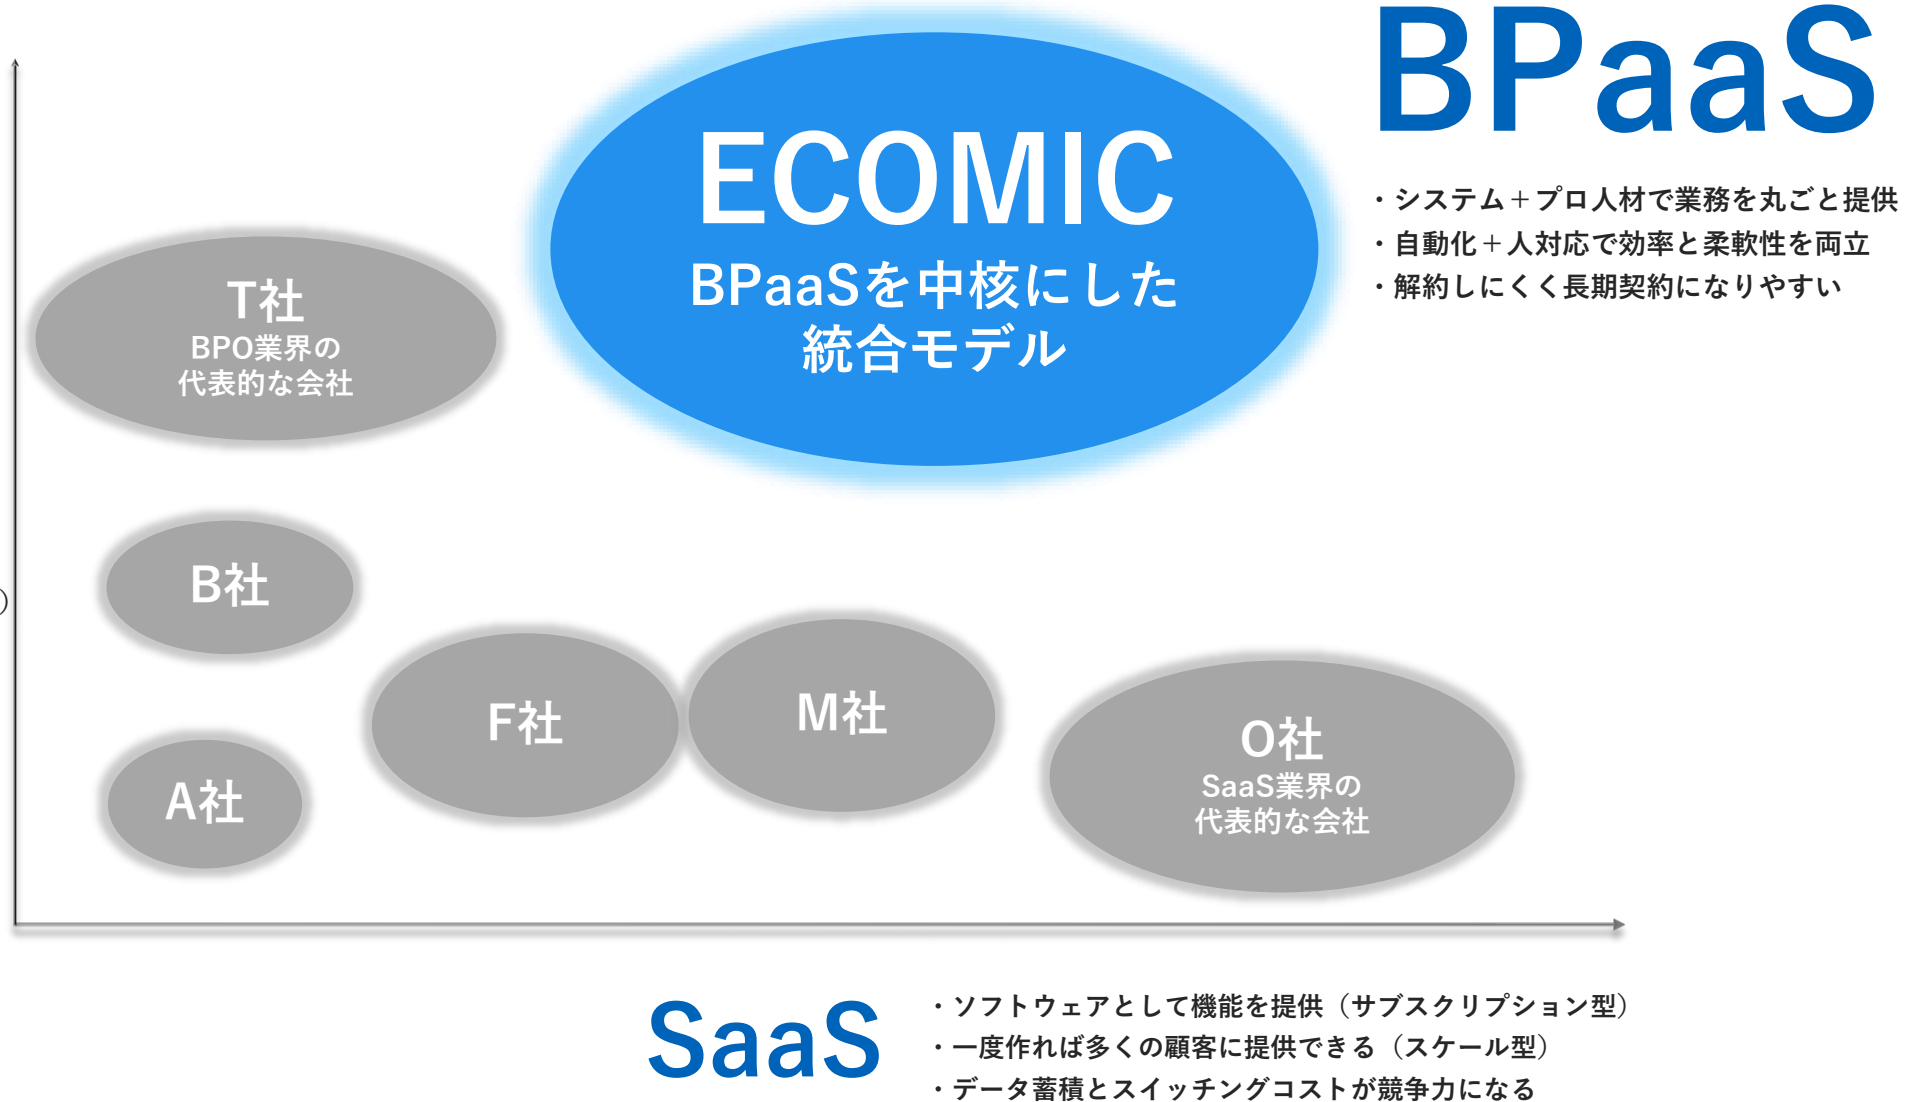 BPaaS
・システム＋プロ人材で業務を丸ごと提供
・自動化＋人対応で効率と柔軟性を両立
・解約しにくく長期契約になりやすい
ECOMIC
BPaaSを中核にした
統合モデル
T社
BPO業界の
代表的な会社
B社
）
F社
M社
A社
O社
SaaS業界の
代表的な会社
SaaS
・ソフトウェアとして機能を提供（サブスクリプション型）
・一度作れば多くの顧客に提供できる（スケール型）
・データ蓄積とスイッチングコストが競争力になる